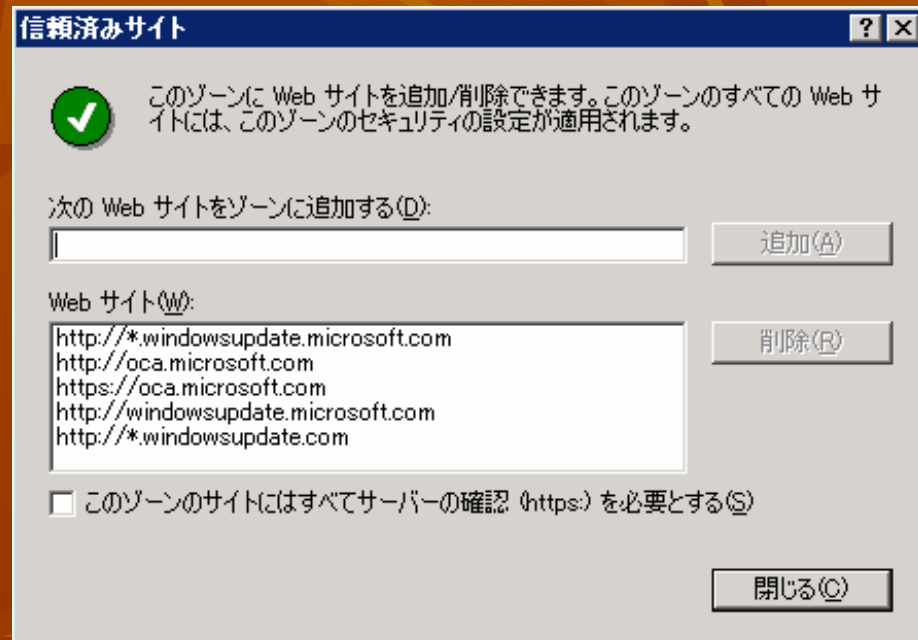 信頼済みサイト
このゾーンに Web サイトを追加/削除できます。このゾーンのすべての Web サ
イトには、このゾーンのセキュリティの設定が適用されます。
次の Web サイトをゾーンに追加する(D):
追加(A)
Web サイト(W):
http://*.windowsupdate.microsoft.com
http://oca.microsoft.com
https://oca.microsoft.com
http://windowsupdate.microsoft.com
http://*.windowsupdate.com
削除(R)
このゾーンのサイトにはすべてサーバーの確認 (https:) を必要とする(S)
閉じる(C)